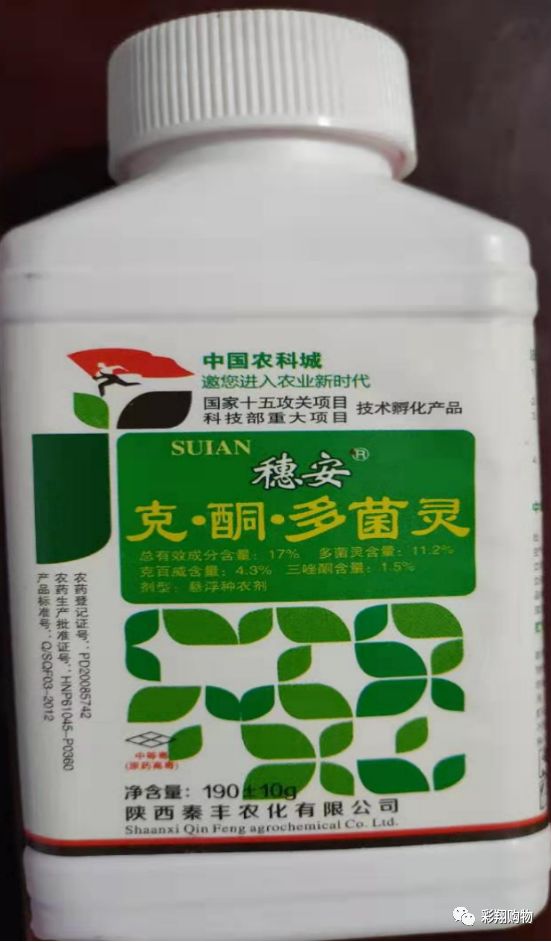 中国农科城
邀您进入农业新时代
国家十五攻关项目
科技部重大项目
技术孵化产品
SUIAN
穗安®
克·酮·多菌灵
总有效成分含量：17% 多菌灵含量：11.2%
克百威含量：4.3% 三唑酮含量：1.5%
剂型：悬浮种衣剂
农药登记证号：PD20085742
农药生产批准证号：HNP61045-P0360
产品标准号：Q/SQF03-2012
中等毒
(原药高毒)
净含量：190±10g
陕西秦丰农化有限公司
Shaanxi Qin Feng agrochemical Co. Ltd.
彩翔购物